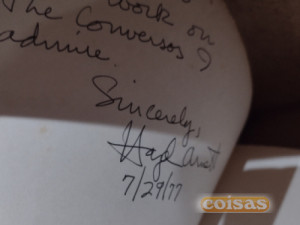 work on
The Conversos I
admire.
Sincerely,
7/29/77
coisas